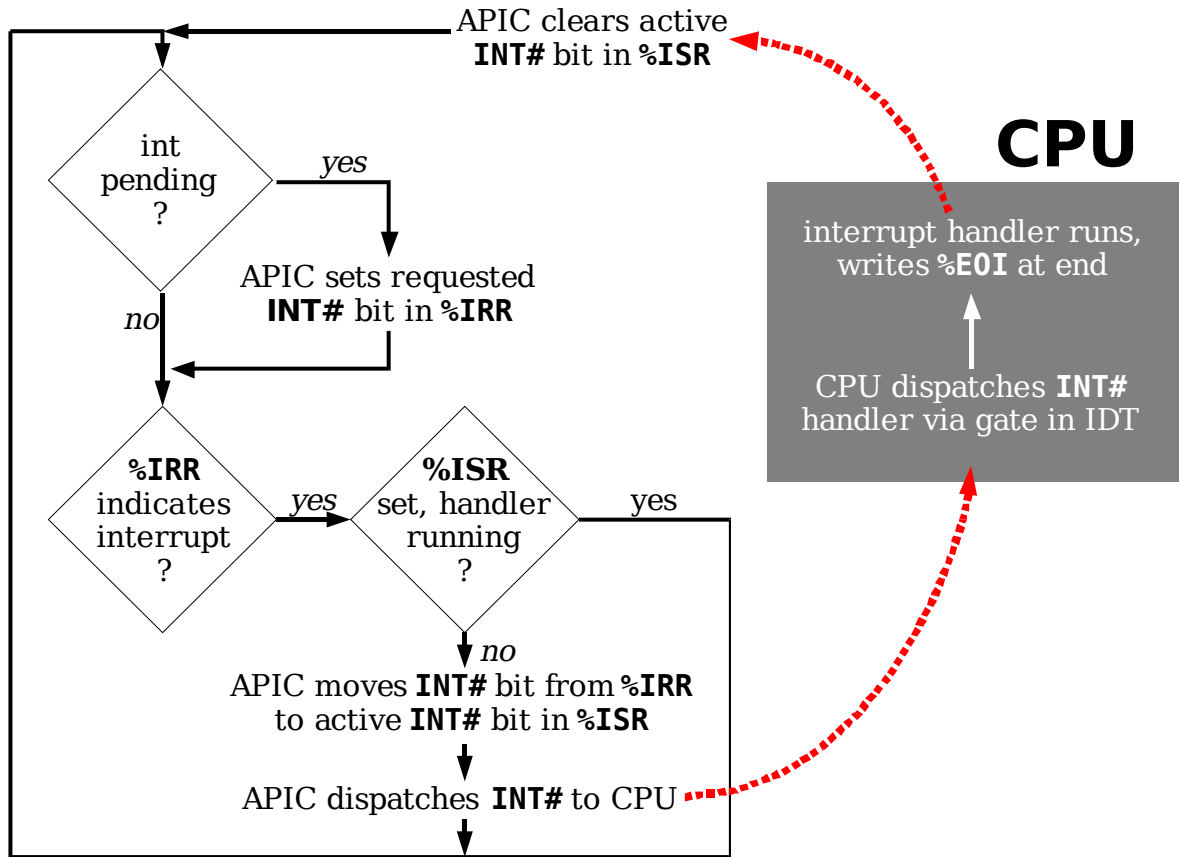 APIC clears active
INT# bit in %ISR
CPU
int
pending
?
yes
interrupt handler runs,
writes %EOI at end
APIC sets requested
INT# bit in %IRR
no
CPU dispatches INT#
handler via gate in IDT
%IRR
indicates
interrupt
?
yes
%ISR
set, handler
running
?
yes
no
APIC moves INT# bit from %IRR
to active INT# bit in %ISR
APIC dispatches INT# to CPU